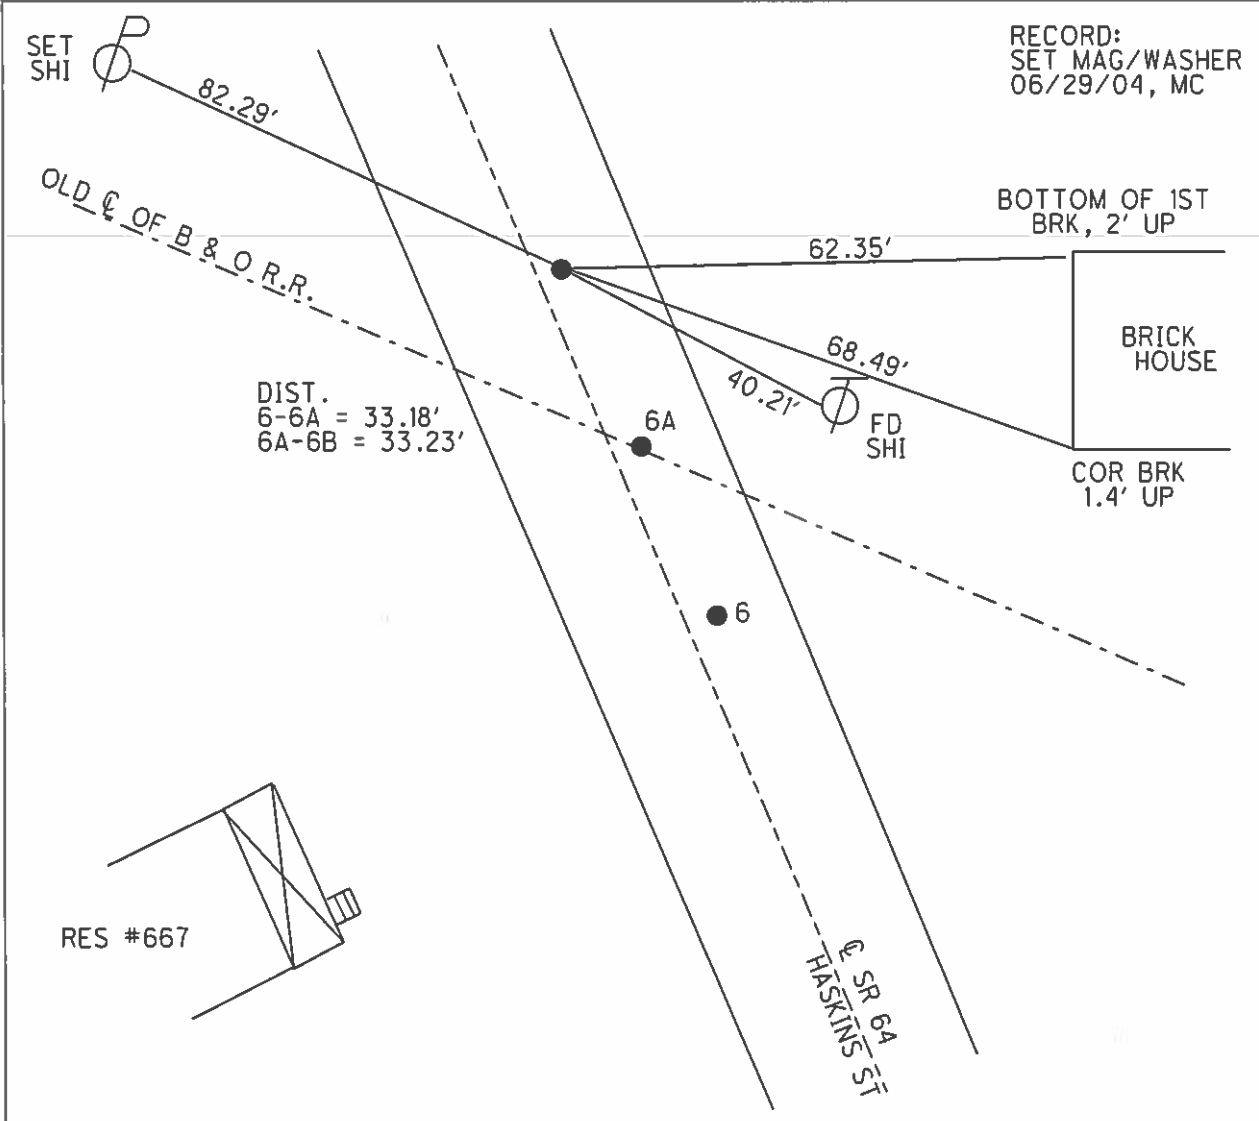 SET
SHI
82.29'
RECORD:
SET MAG/WASHER
06/29/04, MC
OLD ℄ OF B & O R.R.
BOTTOM OF 1ST
BRK, 2' UP
62.35'
BRICK
HOUSE
68.49'
40.21'
DIST.
6-6A = 33.18'
6A-6B = 33.23'
6A
FD
SHI
COR BRK
1.4' UP
6
RES #667
℄ SR 64
HASKINS ST